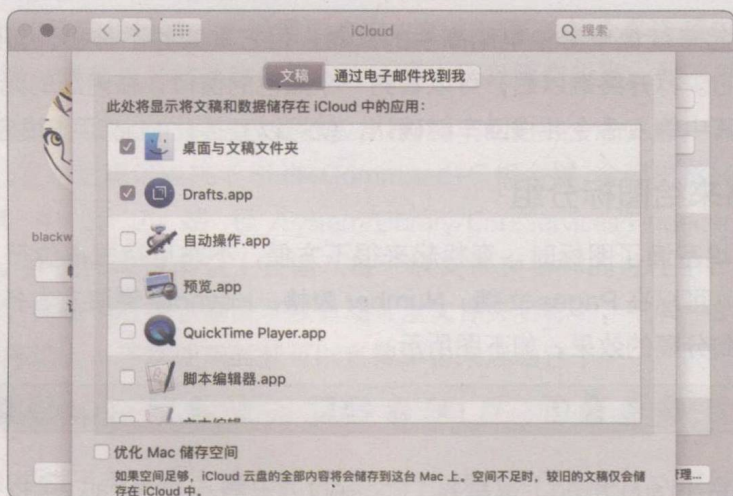 iCloud
搜索
文稿 通过电子邮件找到我
此处将显示将文稿和数据储存在 iCloud 中的应用：
桌面与文稿文件夹
Drafts.app
自动操作.app
blackw
预览.app
QuickTime Player.app
脚本编辑器.app
优化 Mac 储存空间
如果空间足够，iCloud 云盘的全部内容将会储存到这台 Mac 上。空间不足时，较旧的文稿仅会储
存在 iCloud 中。
理...